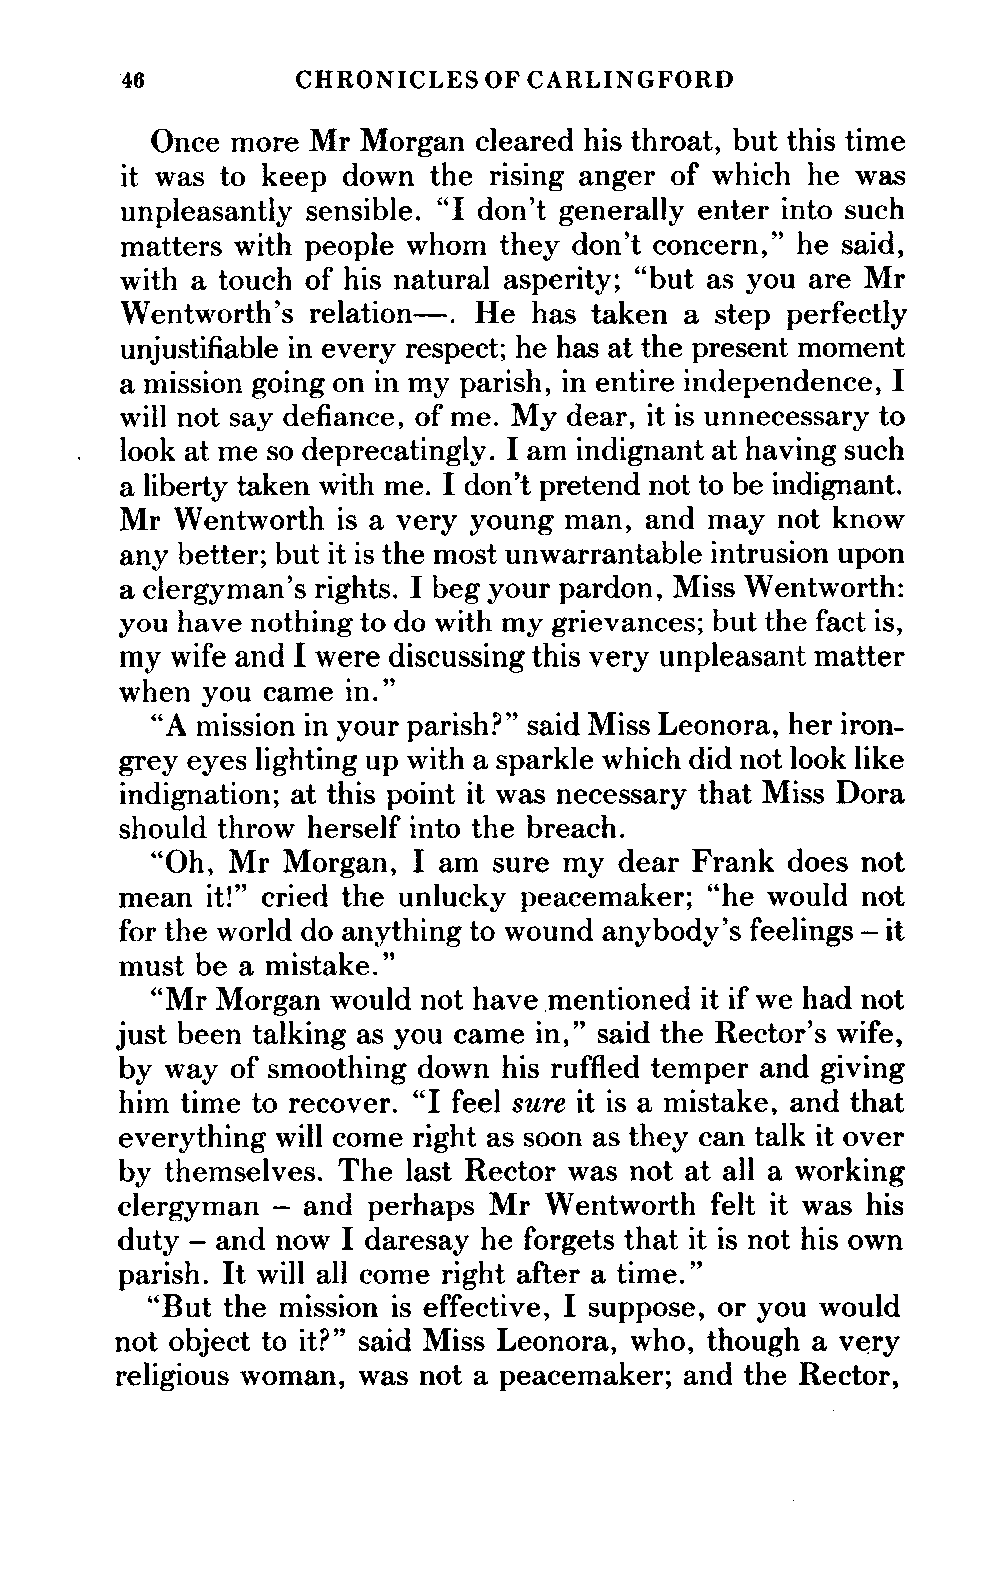 46 CHRONICLES OF CARLINGFORD
Once more Mr Morgan cleared his throat, but this time
it was to keep down the rising anger of which he was
unpleasantly sensible. “I don’t generally enter into such
matters with people whom they don’t concern,” he said,
with a touch of his natural asperity; “but as you are Mr
Wentworth’s relation—. He has taken a step perfectly
unjustifiable in every respect; he has at the present moment
a mission going on in my parish, in entire independence, I
will not say defiance, of me. My dear, it is unnecessary to
look at me so deprecatingly. I am indignant at having such
a liberty taken with me. I don’t pretend not to be indignant.
Mr Wentworth is a very young man, and may not know
any better; but it is the most unwarrantable intrusion upon
a clergyman’s rights. I beg your pardon, Miss Wentworth:
you have nothing to do with my grievances; but the fact is,
my wife and I were discussing this very unpleasant matter
when you came in.”
“A mission in your parish?” said Miss Leonora, her iron-
grey eyes lighting up with a sparkle which did not look like
indignation; at this point it was necessary that Miss Dora
should throw herself into the breach.
“Oh, Mr Morgan, I am sure my dear Frank does not
mean it!” cried the unlucky peacemaker; “he would not
for the world do anything to wound anybody’s feelings – it
must be a mistake.”
“Mr Morgan would not have mentioned it if we had not
just been talking as you came in,” said the Rector’s wife,
by way of smoothing down his ruffled temper and giving
him time to recover. “I feel sure it is a mistake, and that
everything will come right as soon as they can talk it over
by themselves. The last Rector was not at all a working
clergyman – and perhaps Mr Wentworth felt it was his
duty – and now I daresay he forgets that it is not his own
parish. It will all come right after a time.”
“But the mission is effective, I suppose, or you would
not object to it?” said Miss Leonora, who, though a very
religious woman, was not a peacemaker; and the Rector,